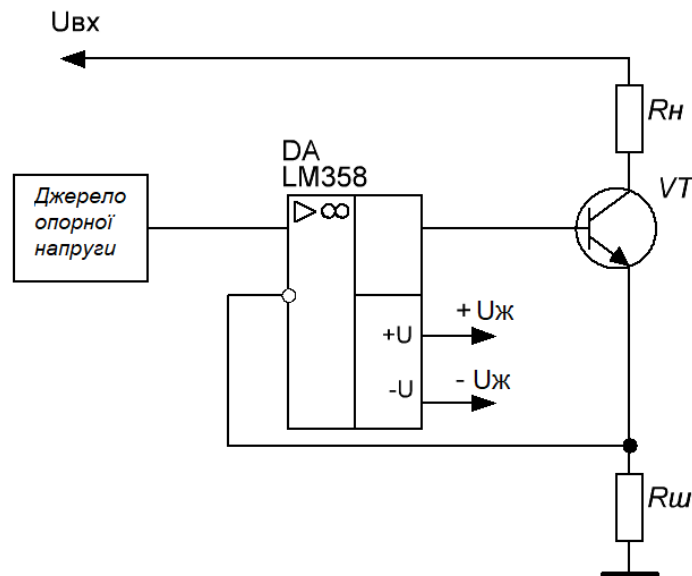 Uвх
Rн
DA
LM358
VT
Джерело
опорної
напруги
▷ ∞
+ Uж
+U
- Uж
-U
Rш